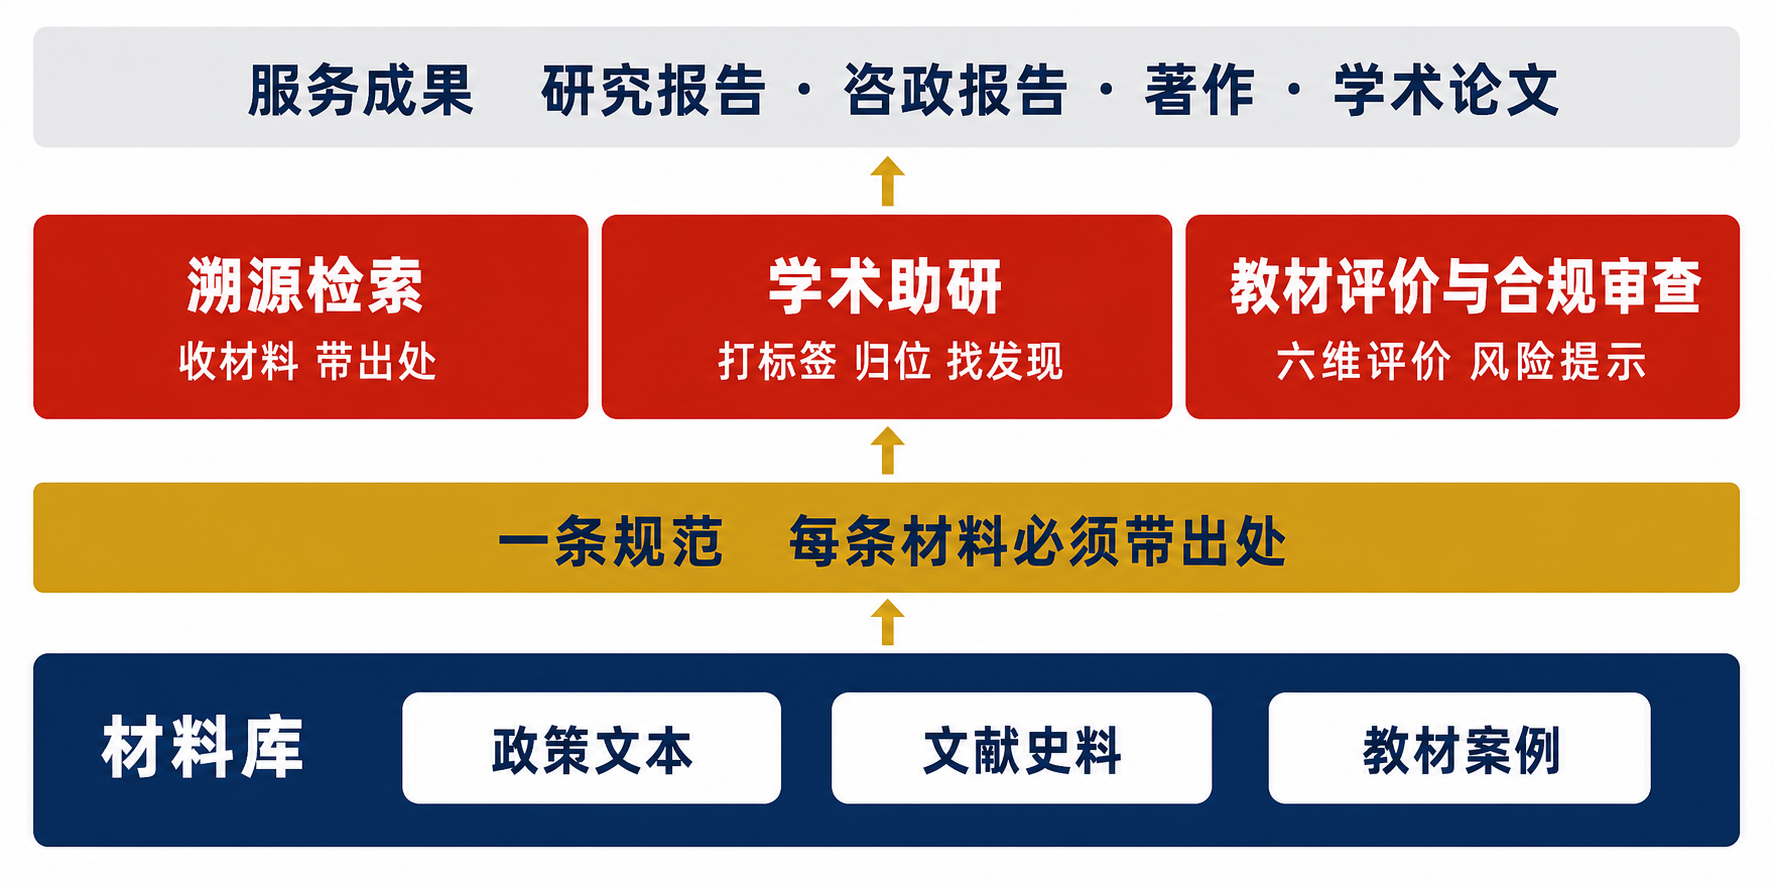 服务成果 研究报告 · 咨政报告 · 著作 · 学术论文
溯源检索
收材料 带出处
学术助研
打标签 归位 找发现
教材评价与合规审查
六维评价 风险提示
一条规范 每条材料必须带出处
材料库
政策文本
文献史料
教材案例